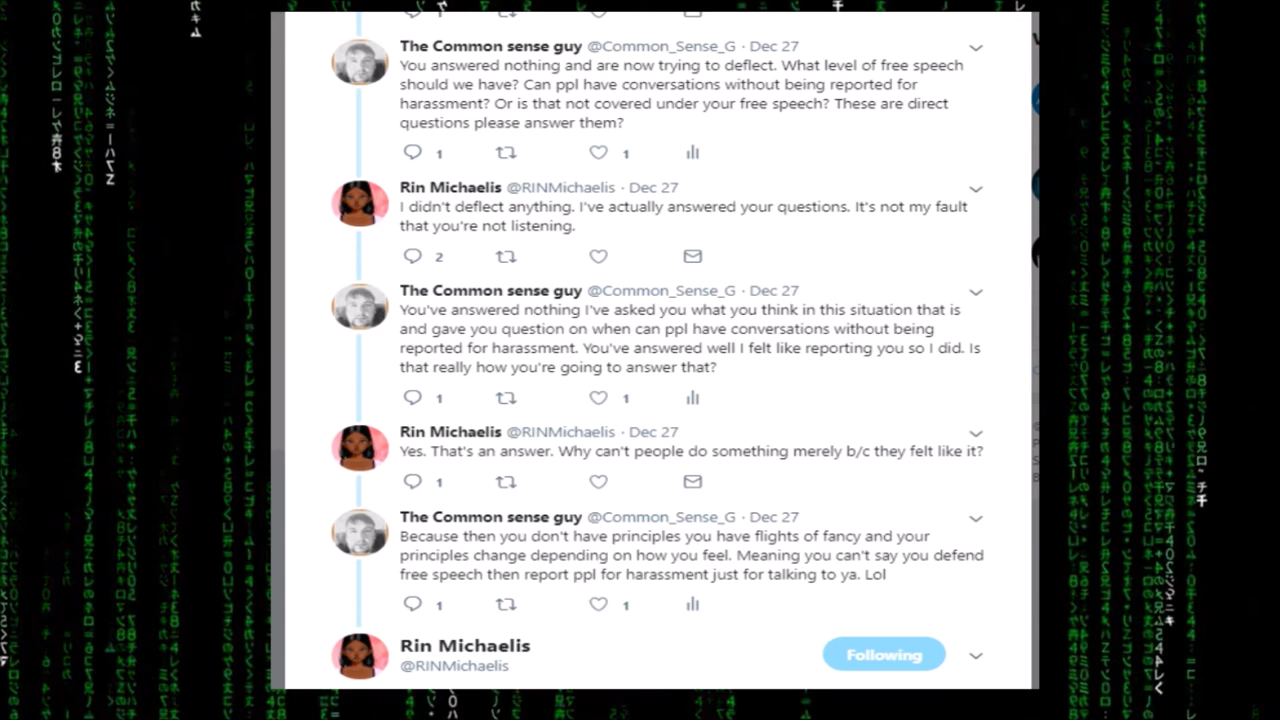 The Common sense guy @Common_Sense_G · Dec 27
You answered nothing and are now trying to deflect. What level of free speech
should we have? Can ppl have conversations without being reported for
harassment? Or is that not covered under your free speech? These are direct
questions please answer them?
1 1
Rin Michaelis @RINMichaelis · Dec 27
I didn't deflect anything. I've actually answered your questions. It's not my fault
that you're not listening.
2
The Common sense guy @Common_Sense_G · Dec 27
You've answered nothing I've asked you what you think in this situation that is
and gave you question on when can ppl have conversations without being
reported for harassment. You've answered well I felt like reporting you so I did. Is
that really how you're going to answer that?
1 1
Rin Michaelis @RINMichaelis · Dec 27
Yes. That's an answer. Why can't people do something merely b/c they felt like it?
1
The Common sense guy @Common_Sense_G · Dec 27
Because then you don't have principles you have flights of fancy and your
principles change depending on how you feel. Meaning you can't say you defend
free speech then report ppl for harassment just for talking to ya. Lol
1 1
Rin Michaelis
@RINMichaelis
Following